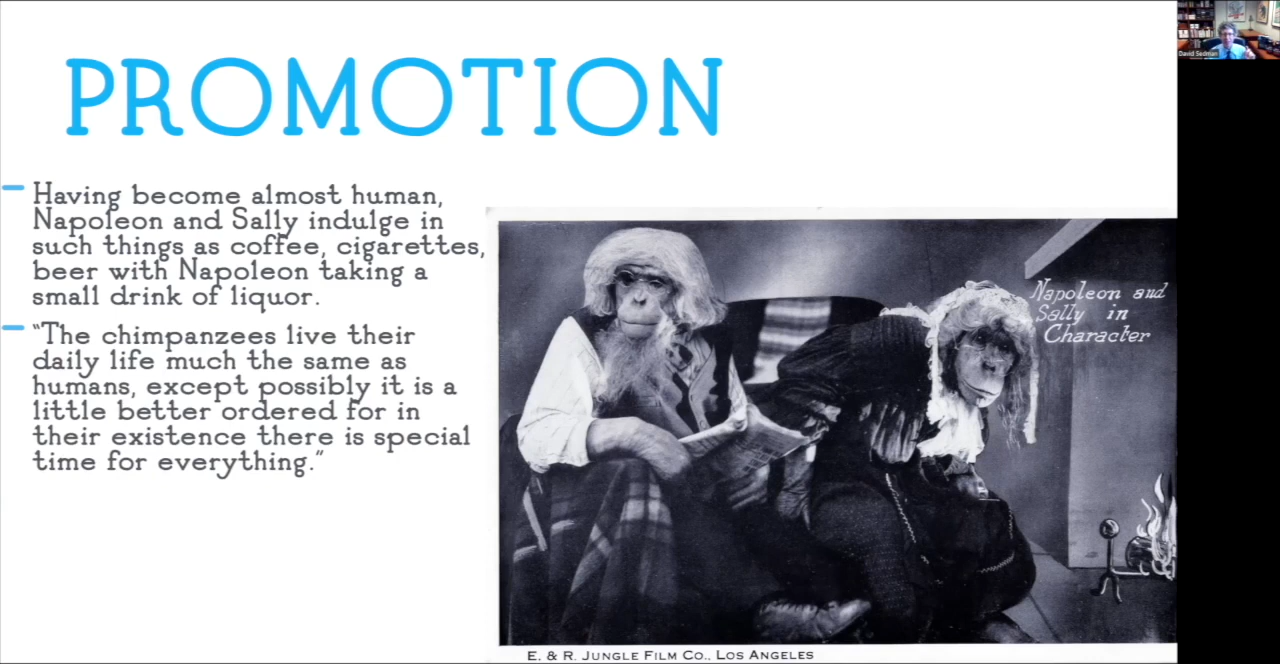 PROMOTION
Having become almost human,
Napoleon and Sally indulge in
such things as coffee, cigarettes,
beer with Napoleon taking a
small drink of liquor.
“The chimpanzees live their
daily life much the same as
humans, except possibly it is a
little better ordered for in
their existence there is special
time for everything.”
Napoleon and
Sally in
Character
E. & R. JUNGLE FILM CO., LOS ANGELES
David Sedman